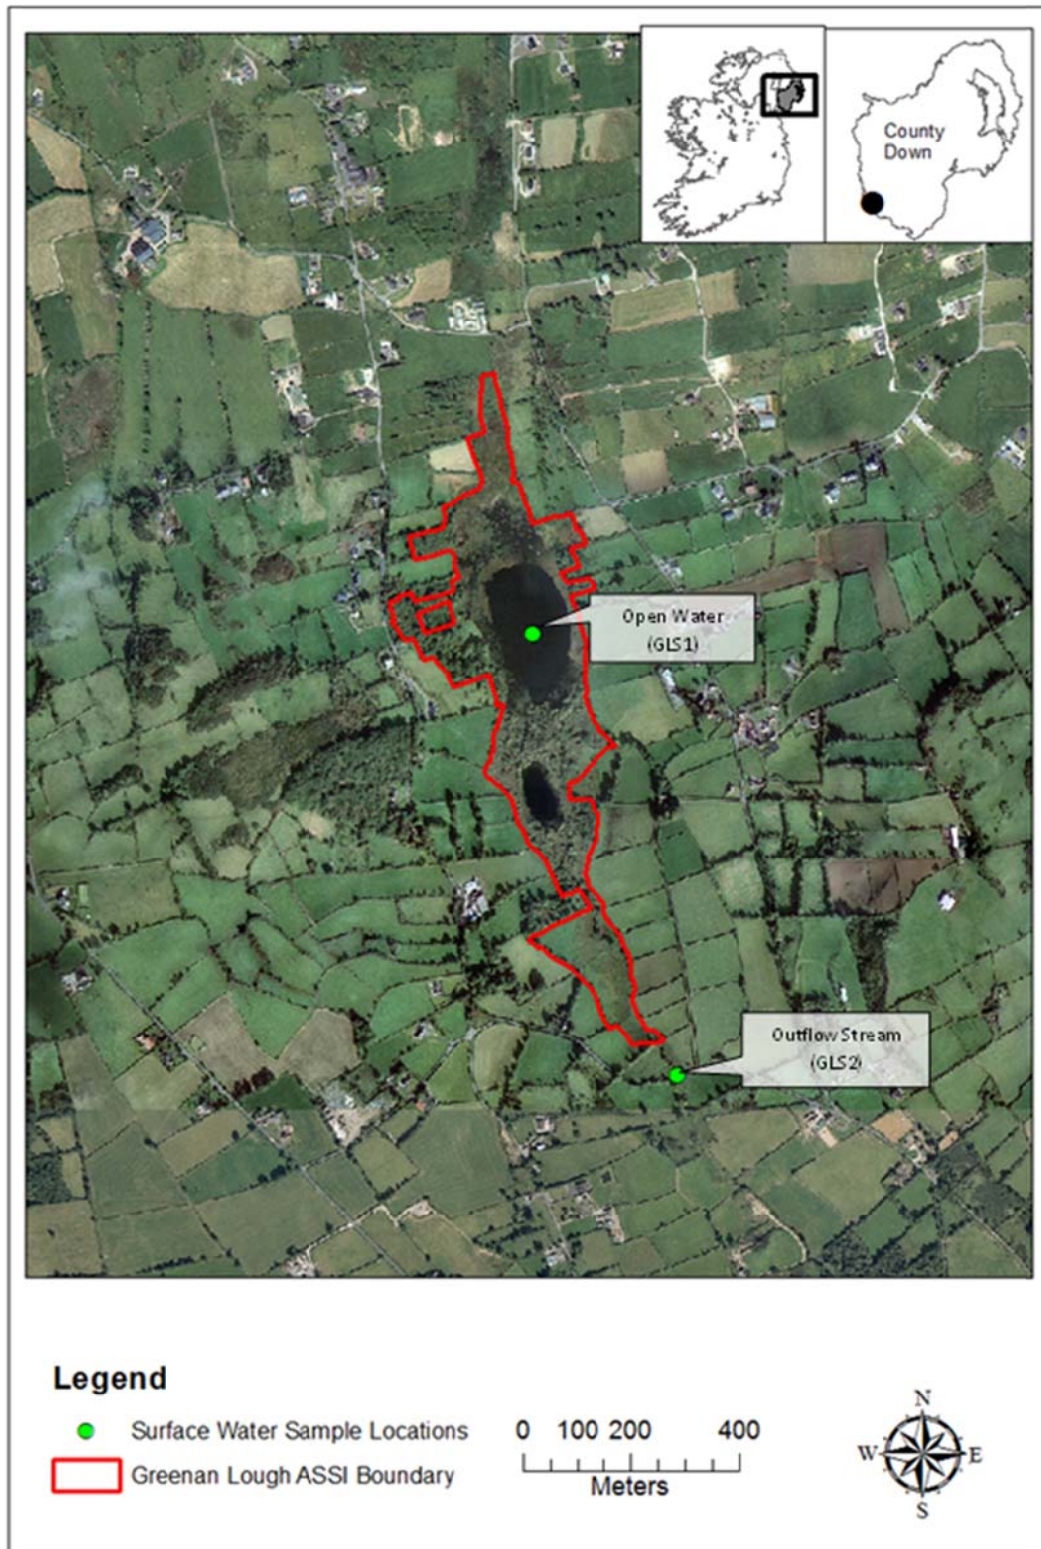 County
Down
Open Water
(GLS1)
Outflow Stream
(GLS2)
Legend
Surface Water Sample Locations
Greenan Lough ASSI Boundary
0 100 200 400
Meters
N
W E
S